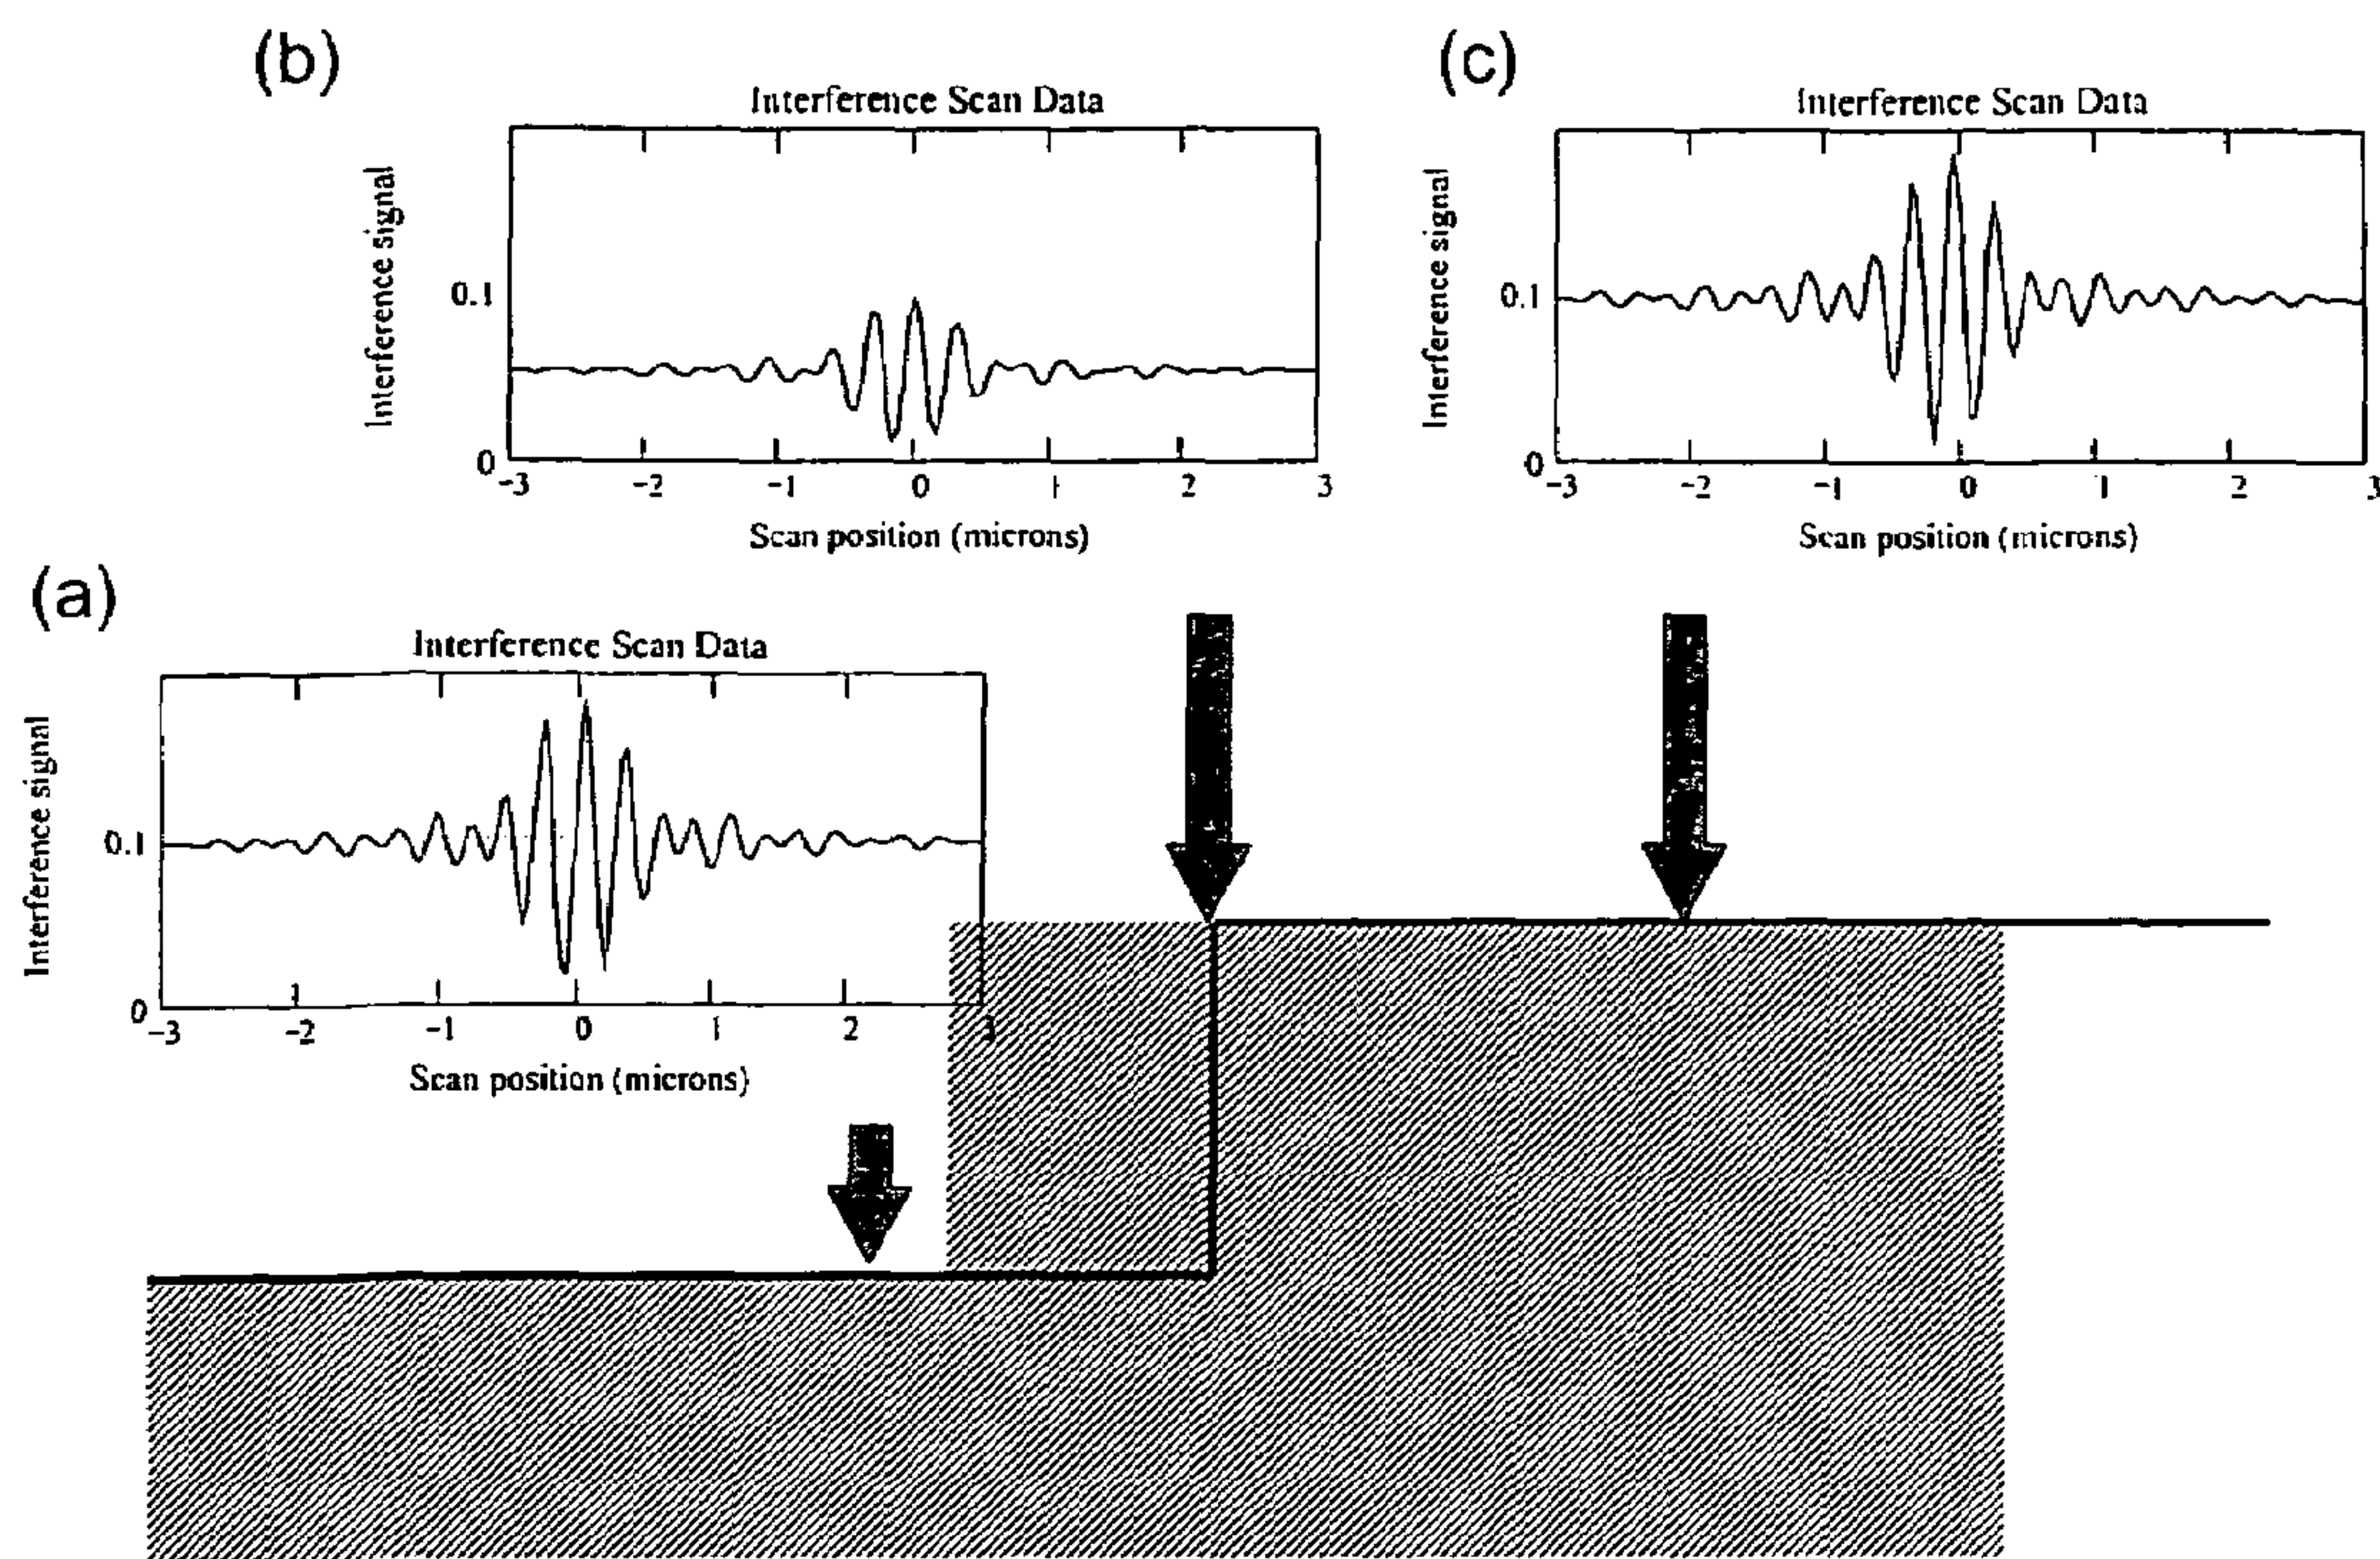 (b)
Interference Scan Data
Interference signal
0.1
0
-3 -2 -1 0 1 2 3
Scan position (microns)
(c)
Interference Scan Data
Interference signal
0.1
0
-3 -2 -1 0 1 2 3
Scan position (microns)
(a)
Interference Scan Data
Interference signal
0.1
0
-3 -2 -1 0 1 2 3
Scan position (microns)